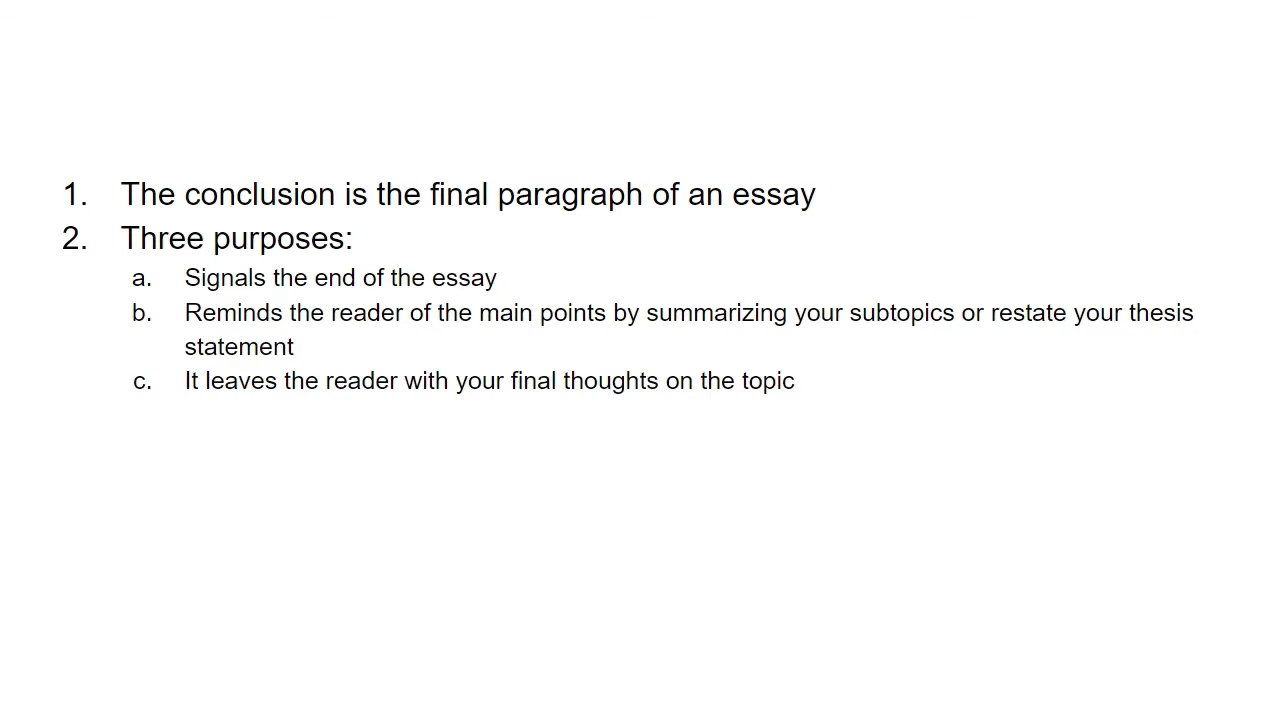 1. The conclusion is the final paragraph of an essay
2. Three purposes:
a. Signals the end of the essay
b. Reminds the reader of the main points by summarizing your subtopics or restate your thesis
statement
c. It leaves the reader with your final thoughts on the topic